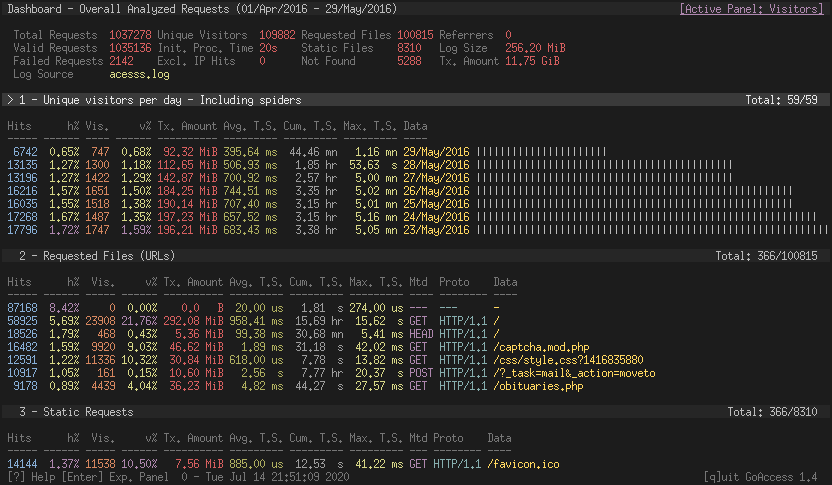 Dashboard - Overall Analyzed Requests (01/Apr/2016 - 29/May/2016) [Active Panel: Visitors]
Total Requests 1037278 Unique Visitors 109882 Requested Files 100815 Referrers 0
Valid Requests 1035136 Init. Proc. Time 20s Static Files 8310 Log Size 256.20 MiB
Failed Requests 2142 Excl. IP Hits 0 Not Found 5288 Tx. Amount 11.75 GiB
Log Source acesss.log
> 1 - Unique visitors per day - Including spiders Total: 59/59
Hits h% Vis. v% Tx. Amount Avg. T.S. Cum. T.S. Max. T.S. Data
----- ------ ----- ------ ---------- ---------- ---------- ---------- ----
6742 0.65% 747 0.68% 92.32 MiB 395.64 ms 44.46 mn 1.16 mn 29/May/2016 ||||||||||||||||||||||
13135 1.27% 1300 1.18% 112.65 MiB 506.93 ms 1.85 hr 53.63 s 28/May/2016 |||||||||||||||||||||||||||||||||||||||||||
13196 1.27% 1422 1.29% 142.87 MiB 700.92 ms 2.57 hr 5.00 mn 27/May/2016 |||||||||||||||||||||||||||||||||||||||||||
16216 1.57% 1651 1.50% 184.25 MiB 744.51 ms 3.35 hr 5.02 mn 26/May/2016 |||||||||||||||||||||||||||||||||||||||||||||||||||||
16035 1.55% 1518 1.38% 190.14 MiB 707.40 ms 3.15 hr 5.01 mn 25/May/2016 |||||||||||||||||||||||||||||||||||||||||||||||||||||
17268 1.67% 1487 1.35% 197.23 MiB 657.52 ms 3.15 hr 5.16 mn 24/May/2016 |||||||||||||||||||||||||||||||||||||||||||||||||||||||||
17796 1.72% 1747 1.59% 196.21 MiB 683.43 ms 3.38 hr 5.05 mn 23/May/2016 |||||||||||||||||||||||||||||||||||||||||||||||||||||||||||
2 - Requested Files (URLs) Total: 366/100815
Hits h% Vis. v% Tx. Amount Avg. T.S. Cum. T.S. Max. T.S. Mtd Proto Data
----- ------ ----- ------ ---------- ---------- ---------- ---------- ---- -------- ----
87168 8.42% 0 0.00% 0.0 B 20.00 us 1.81 s 274.00 us --- --- -
58925 5.69% 23908 21.76% 292.08 MiB 958.41 ms 15.69 hr 15.62 s GET HTTP/1.1 /
18526 1.79% 468 0.43% 5.36 MiB 99.38 ms 30.68 mn 5.41 ms HEAD HTTP/1.1 /
16482 1.59% 9920 9.03% 46.62 MiB 1.89 ms 31.18 s 42.02 ms GET HTTP/1.1 /captcha.mod.php
12591 1.22% 11336 10.32% 30.84 MiB 618.00 us 7.78 s 13.82 ms GET HTTP/1.1 /css/style.css?1416835880
10917 1.05% 161 0.15% 10.60 MiB 2.56 s 7.77 hr 20.37 s POST HTTP/1.1 /?_task=mail&_action=moveto
9178 0.89% 4439 4.04% 36.23 MiB 4.82 ms 44.27 s 27.57 ms GET HTTP/1.1 /obituaries.php
3 - Static Requests Total: 366/8310
Hits h% Vis. v% Tx. Amount Avg. T.S. Cum. T.S. Max. T.S. Mtd Proto Data
----- ------ ----- ------ ---------- ---------- ---------- ---------- ---- -------- ----
14144 1.37% 11538 10.50% 7.56 MiB 885.00 us 12.53 s 41.22 ms GET HTTP/1.1 /favicon.ico
[?] Help [Enter] Exp. Panel 0 - Tue Jul 14 21:51:09 2020 [q]uit GoAccess 1.4